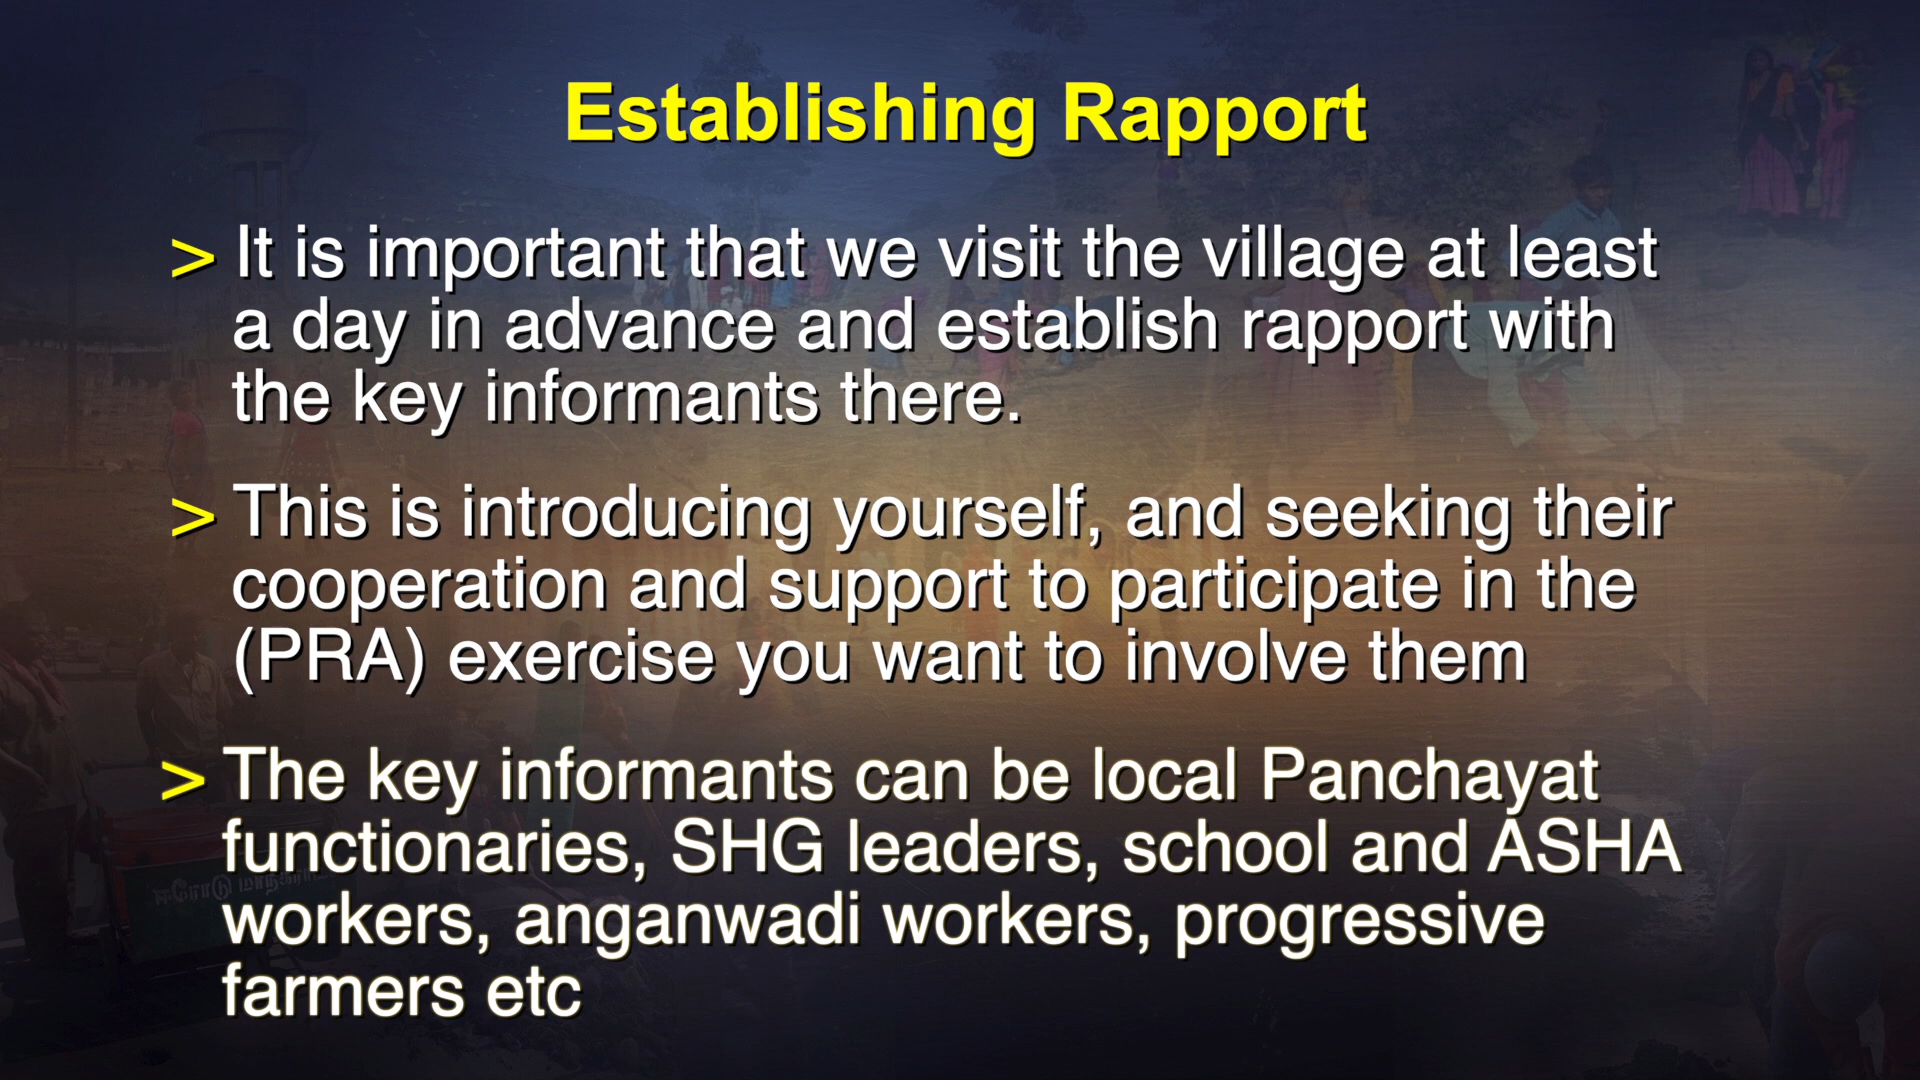 Establishing Rapport
> It is important that we visit the village at least
a day in advance and establish rapport with
the key informants there.
> This is introducing yourself, and seeking their
cooperation and support to participate in the
(PRA) exercise you want to involve them
> The key informants can be local Panchayat
functionaries, SHG leaders, school and ASHA
workers, anganwadi workers, progressive
farmers etc